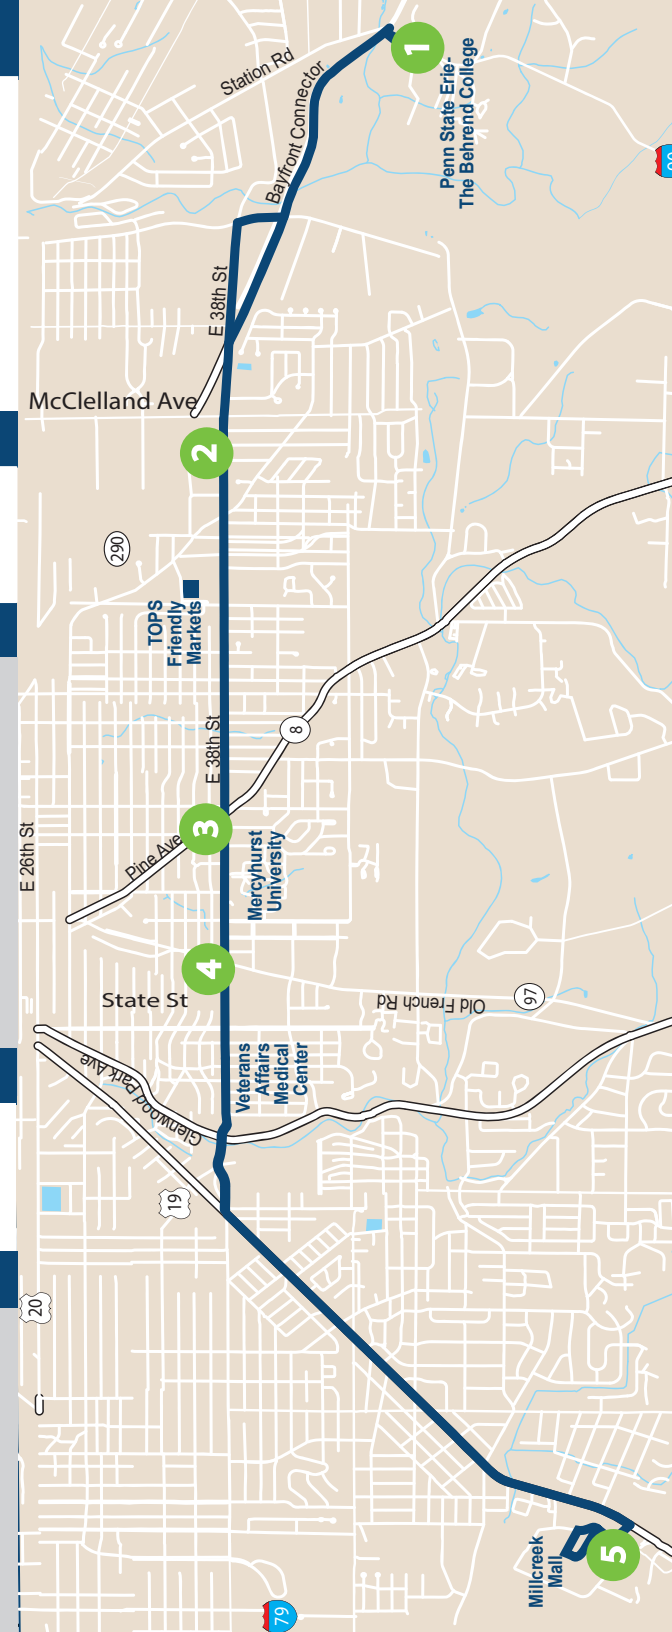 Station Rd
1
Bayfront Connector
Penn State Erie-
The Behrend College
E 38th St
McClelland Ave
2
290
TOPS
Friendly
Markets
E 38th St
8
E 26th St
3
Pine Ave
Mercyhurst
University
4
State St
Old French Rd
97
Veterans
Affairs
Medical
Center
Glenwood Park Ave
19
20
Millcreek
Mall
5
79